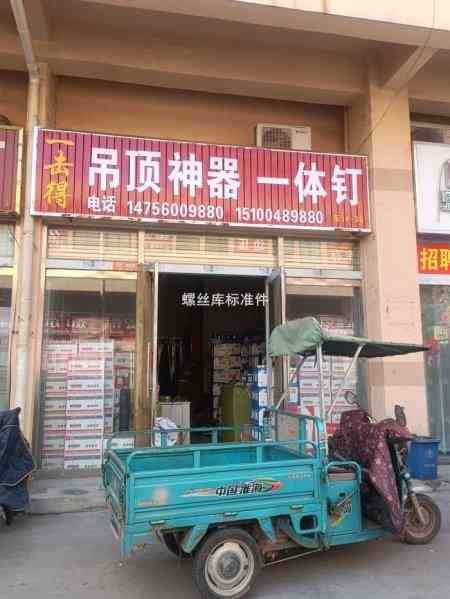 一去得
吊顶神器 一体钉
电话 14756009880 15100489880
螺丝库标准件
招聘
中国淮海